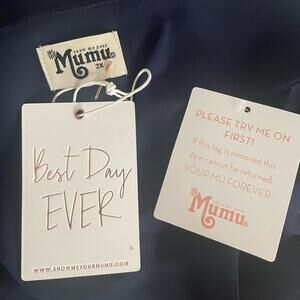 SHOW ME YOUR
Mumu
2X
Best Day
EVER
WWW.SHOWMEYOURMUMU.COM
PLEASE TRY ME ON
FIRST!
If this tag is removed this
item cannot be returned.
YOUR MU FOREVER
SHOW ME YOUR
Mumu